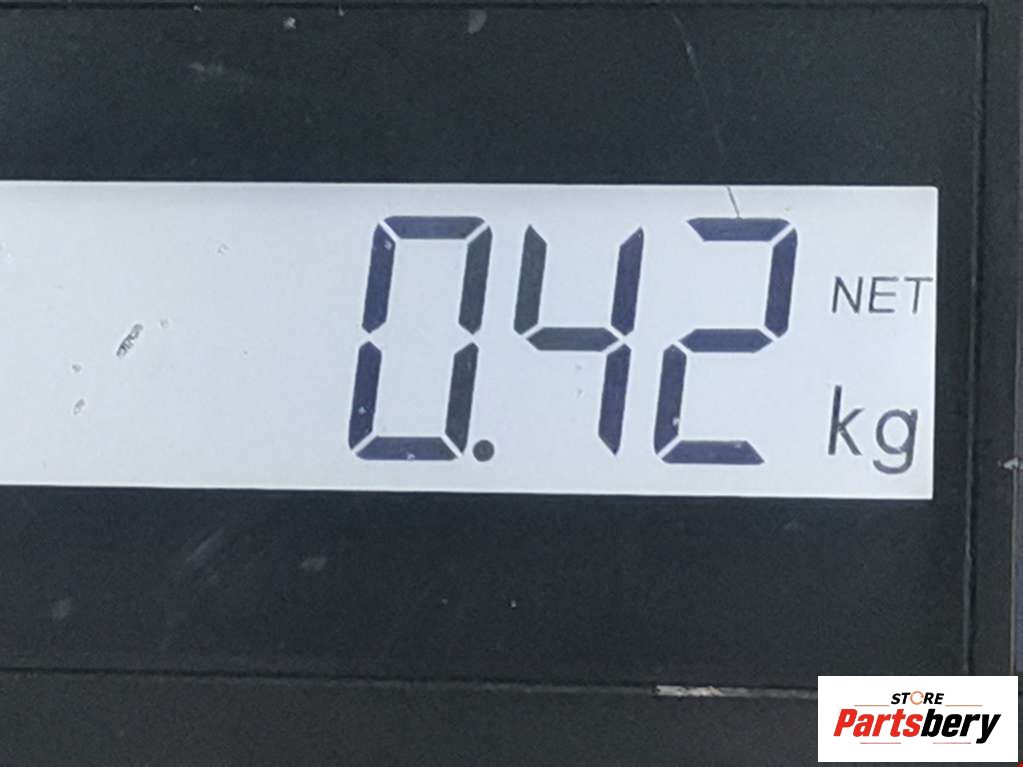 0.42 NET
kg
STORE
Partsbery